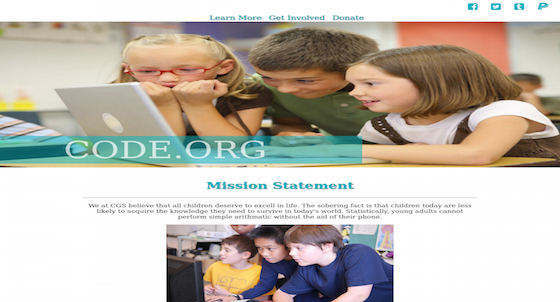 Learn More Get Involved Donate
CODE.ORG
Mission Statement
We at CGS believe that all children deserve to excell in life. The sobering fact is that children today are less
likely to acquire the knowledge they need to survive in today's world. Statistically, young adults cannot
perform simple arithmatic without the aid of their phone.